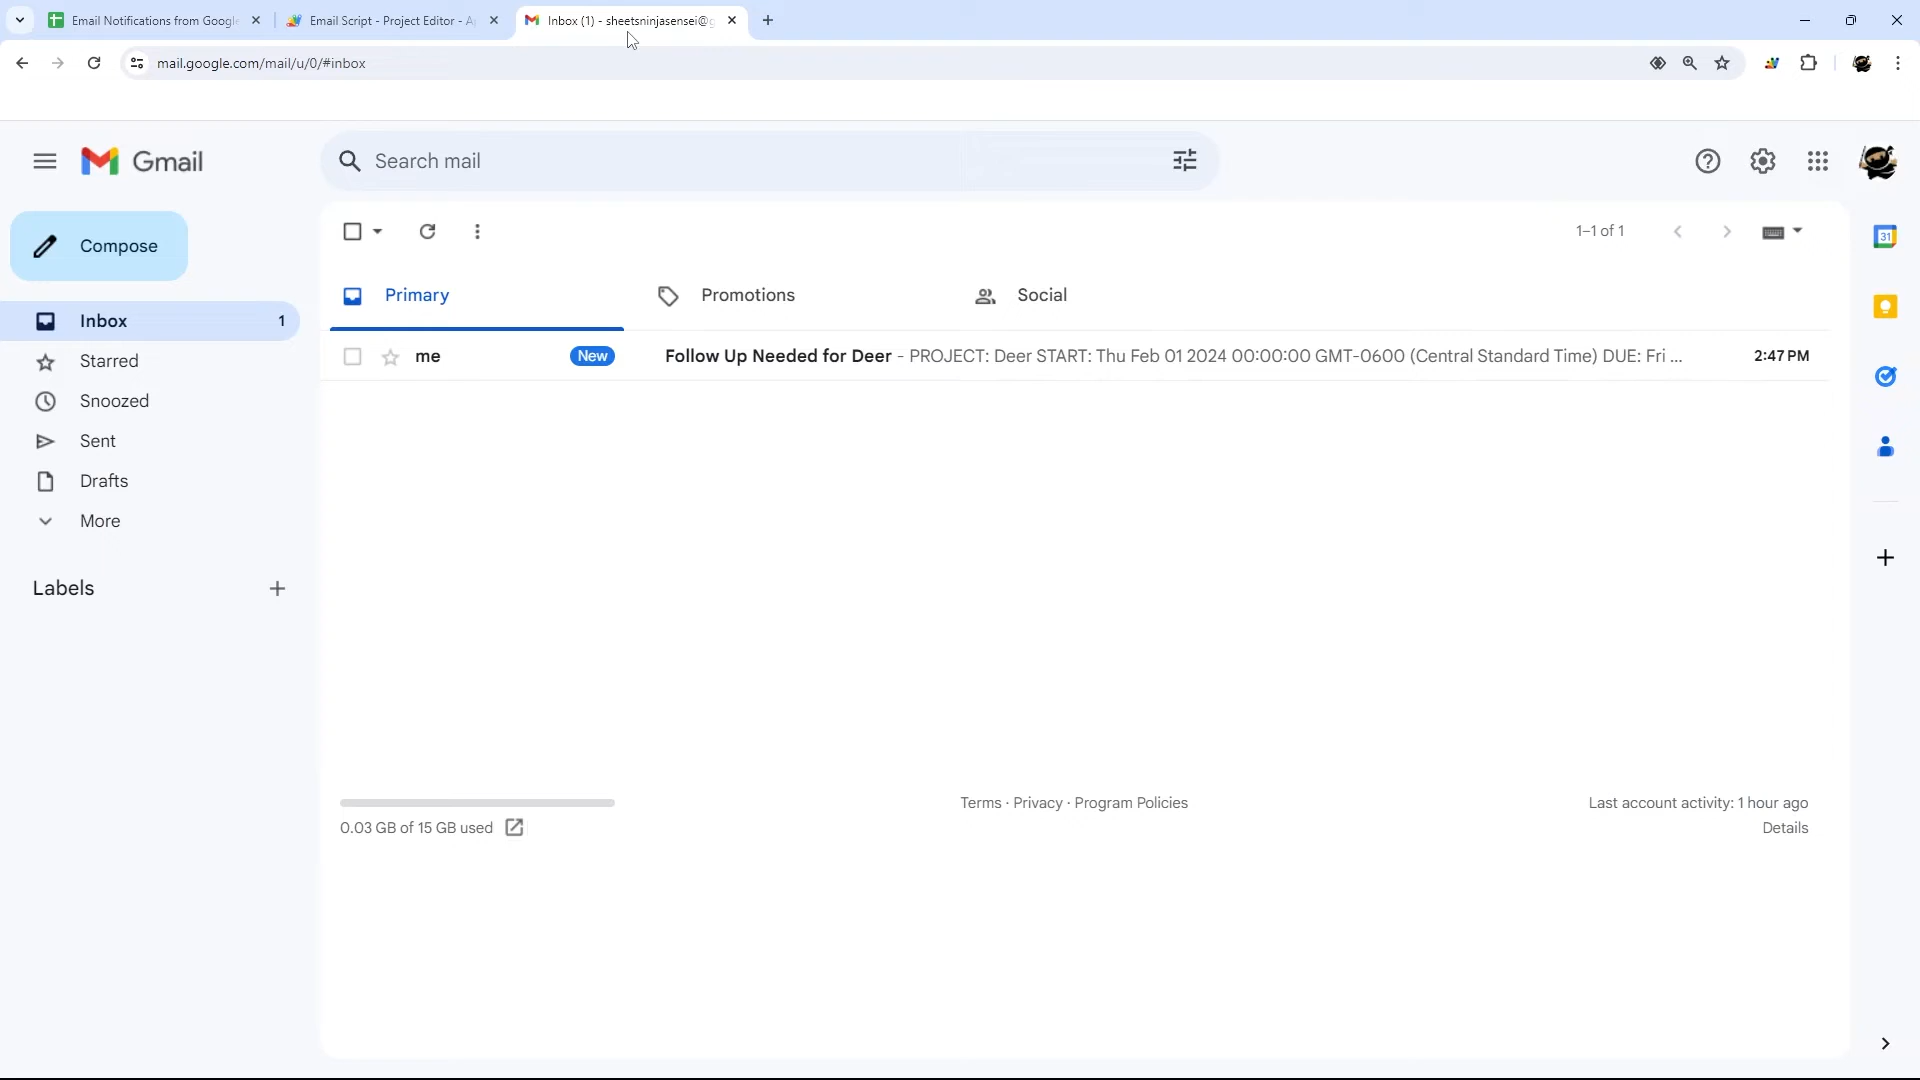 Email Notifications from Google
Email Script - Project Editor - A
Inbox (1) - sheetsninjasensei@g
mail.google.com/mail/u/0/#inbox
Gmail
Search mail
Compose
1–1 of 1
Primary
Promotions
Social
Inbox 1
me New Follow Up Needed for Deer - PROJECT: Deer START: Thu Feb 01 2024 00:00:00 GMT-0600 (Central Standard Time) DUE: Fri ... 2:47 PM
Starred
Snoozed
Sent
Drafts
More
Labels
31
0.03 GB of 15 GB used
Terms · Privacy · Program Policies
Last account activity: 1 hour ago
Details